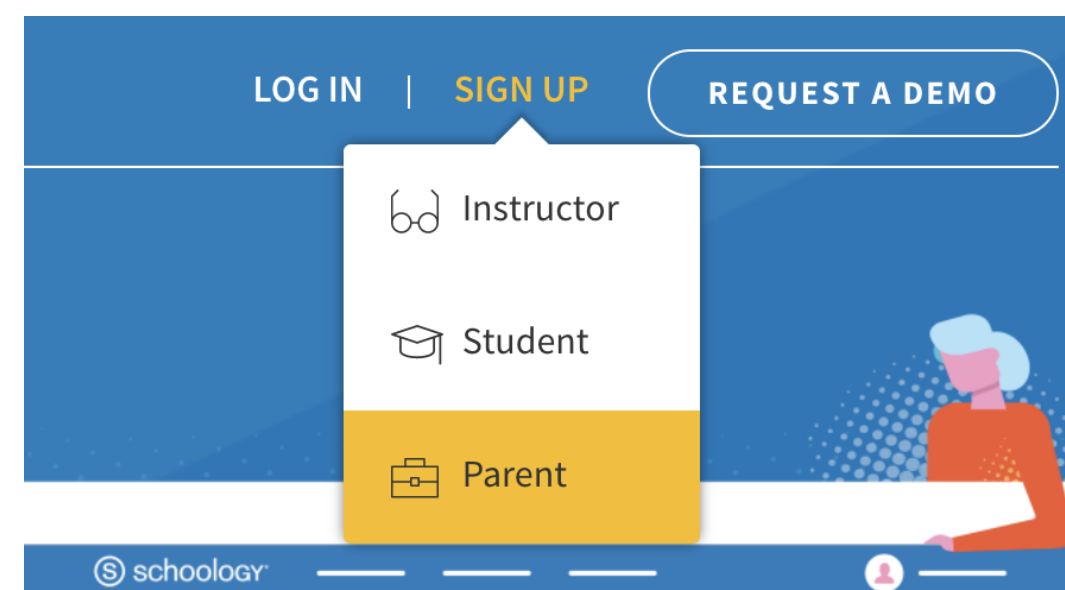 LOG IN | SIGN UP REQUEST A DEMO
Instructor
Student
Parent
S schoology